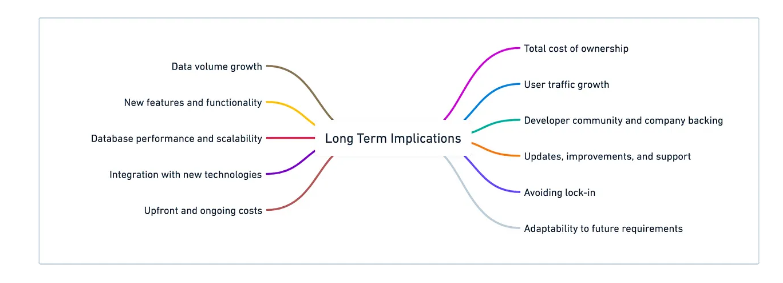 Data volume growth
New features and functionality
Database performance and scalability
Integration with new technologies
Upfront and ongoing costs
Long Term Implications
Total cost of ownership
User traffic growth
Developer community and company backing
Updates, improvements, and support
Avoiding lock-in
Adaptability to future requirements